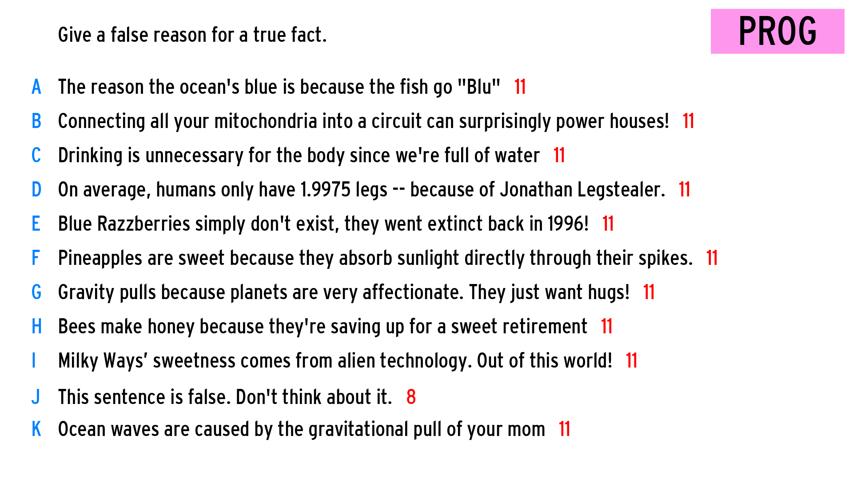 Give a false reason for a true fact.
PROG
A The reason the ocean's blue is because the fish go "Blu" 11
B Connecting all your mitochondria into a circuit can surprisingly power houses! 11
C Drinking is unnecessary for the body since we're full of water 11
D On average, humans only have 1.9975 legs -- because of Jonathan Legstealer. 11
E Blue Razzberries simply don't exist, they went extinct back in 1996! 11
F Pineapples are sweet because they absorb sunlight directly through their spikes. 11
G Gravity pulls because planets are very affectionate. They just want hugs! 11
H Bees make honey because they're saving up for a sweet retirement 11
I Milky Ways’ sweetness comes from alien technology. Out of this world! 11
J This sentence is false. Don't think about it. 8
K Ocean waves are caused by the gravitational pull of your mom 11